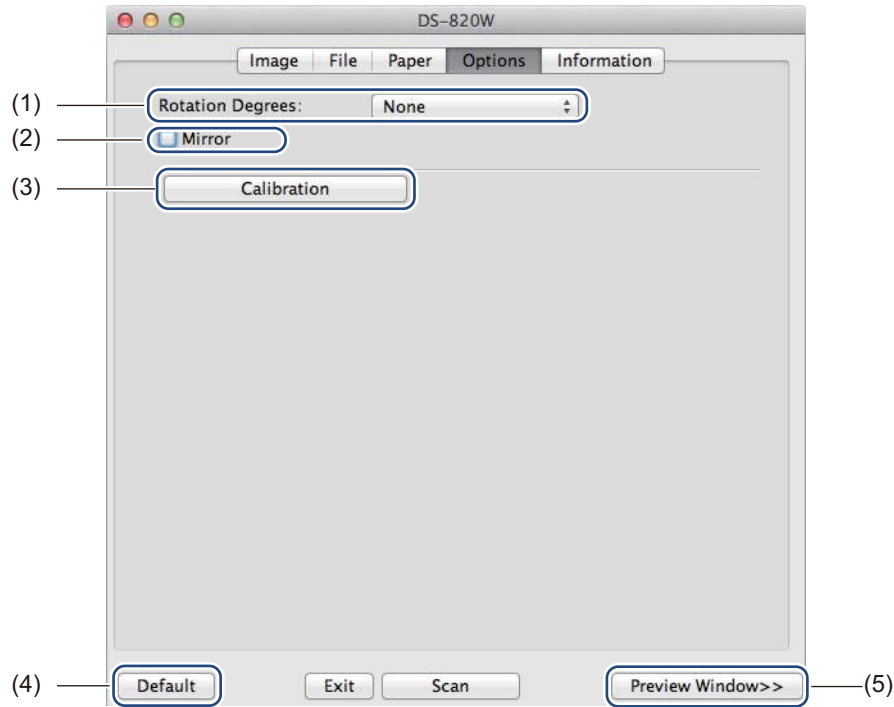 DS-820W
Image File Paper Options Information
(1) Rotation Degrees: None
(2) Mirror
(3) Calibration
(4) Default Exit Scan Preview Window>> (5)